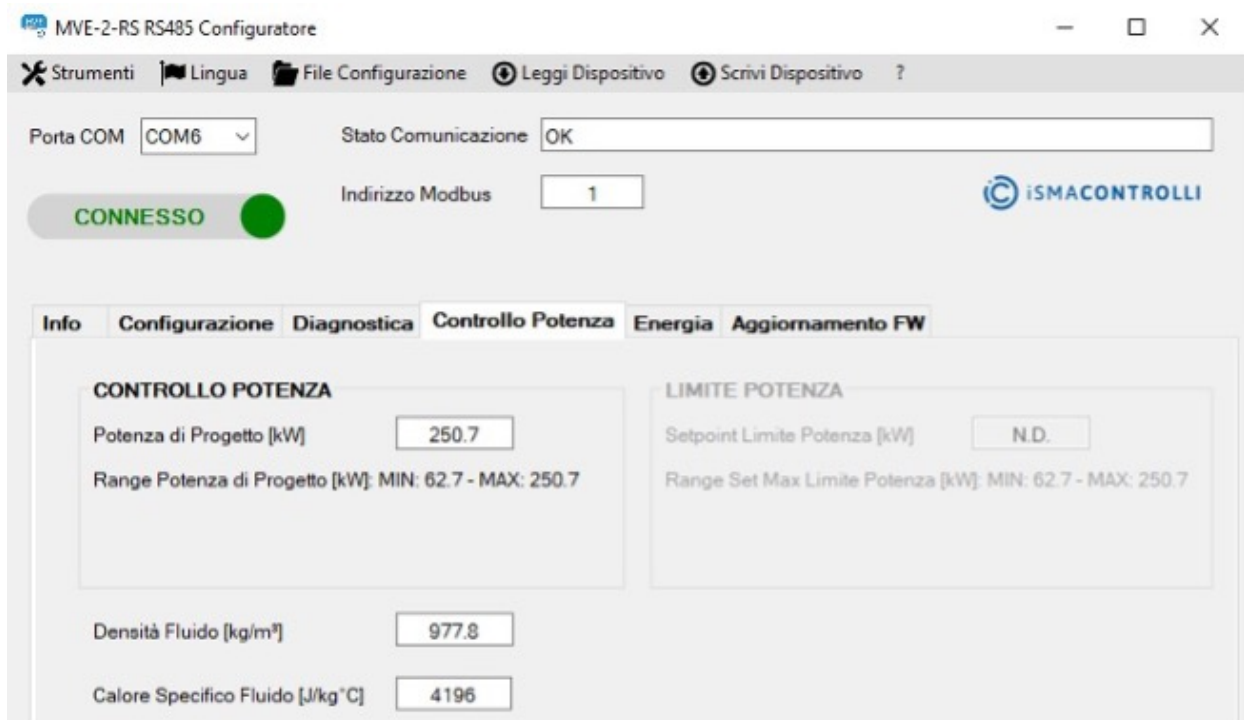 MVE-2-RS RS485 Configuratore
Strumenti Lingua File Configurazione Leggi Dispositivo Scrivi Dispositivo ?
Porta COM COM6 Stato Comunicazione OK
CONNESSO Indirizzo Modbus 1 iSMACONTROLLI
Info Configurazione Diagnostica Controllo Potenza Energia Aggiornamento FW
CONTROLLO POTENZA
Potenza di Progetto [kW] 250.7
Range Potenza di Progetto [kW]: MIN: 62.7 - MAX: 250.7
LIMITE POTENZA
Setpoint Limite Potenza [kW] N.D.
Range Set Max Limite Potenza [kW]: MIN: 62.7 - MAX: 250.7
Densità Fluido [kg/m³] 977.8
Calore Specifico Fluido [J/kg°C] 4196